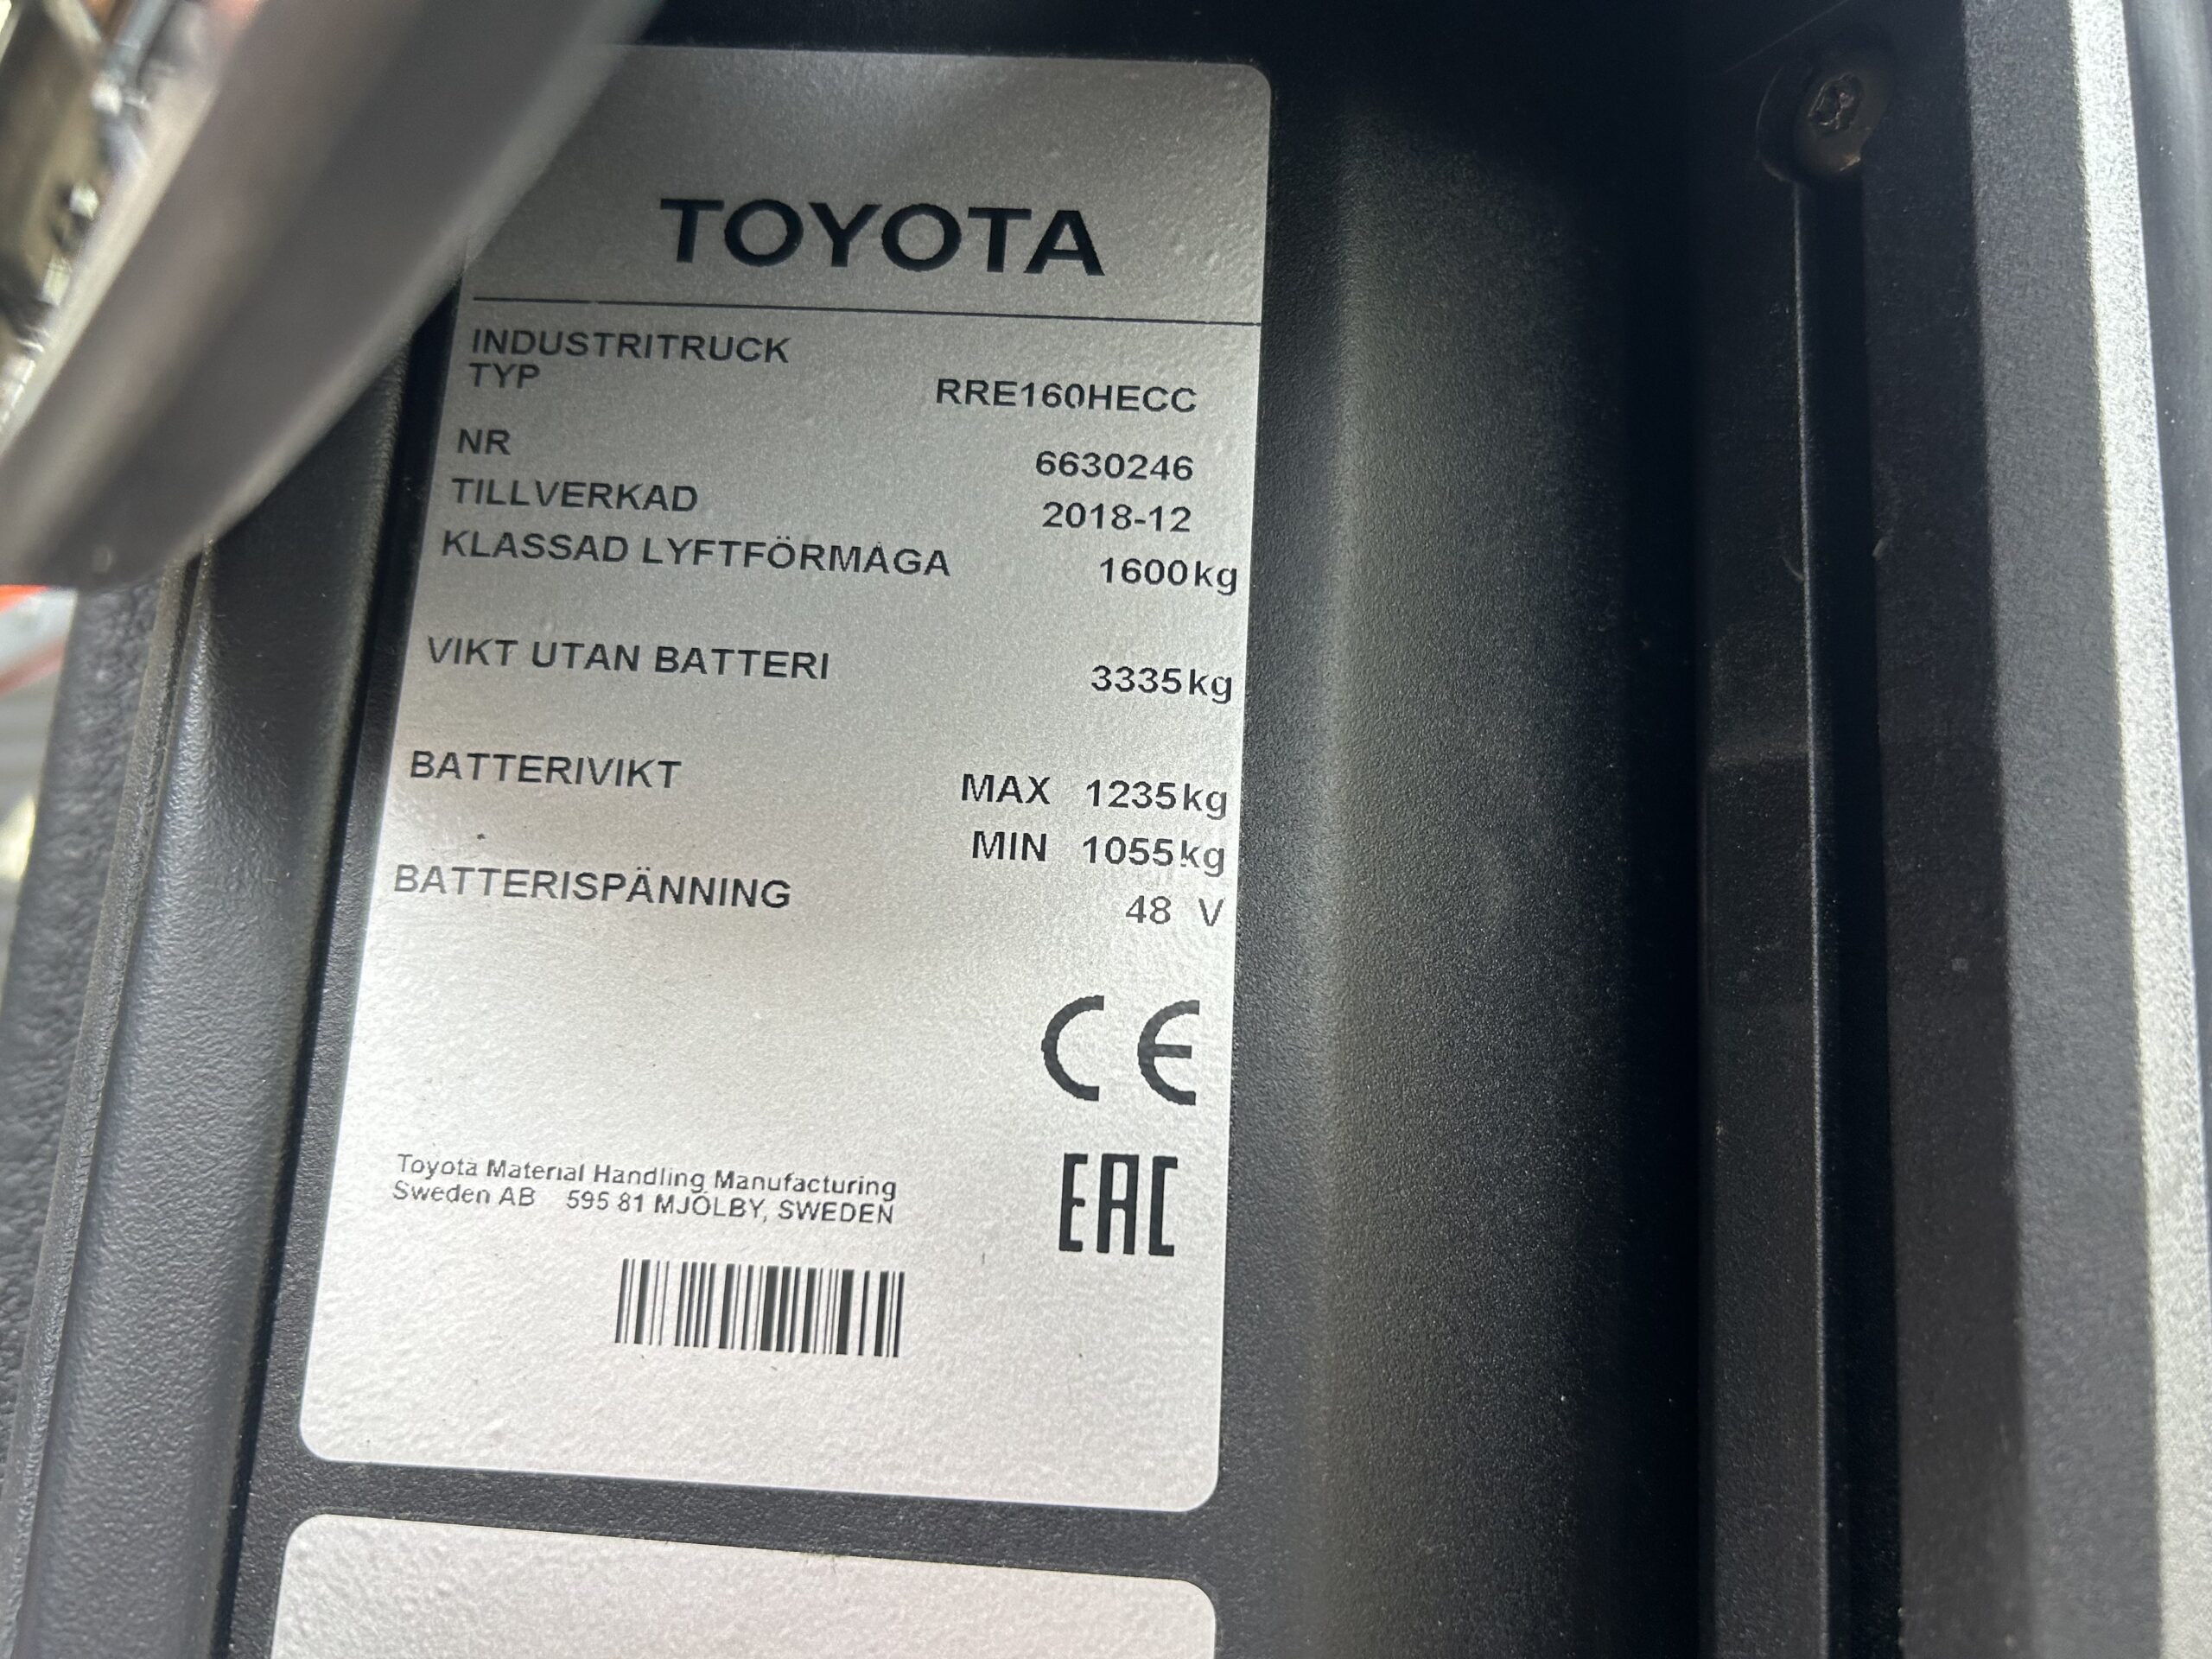 TOYOTA
INDUSTRITRUCK
TYP RRE160HECC
NR 6630246
TILLVERKAD 2018-12
KLASSAD LYFTFÖRMÅGA 1600kg
VIKT UTAN BATTERI 3335kg
BATTERIVIKT MAX 1235kg
MIN 1055kg
BATTERISPÄNNING 48 V
CE
EAC
Toyota Material Handling Manufacturing
Sweden AB 595 81 MJÖLBY, SWEDEN